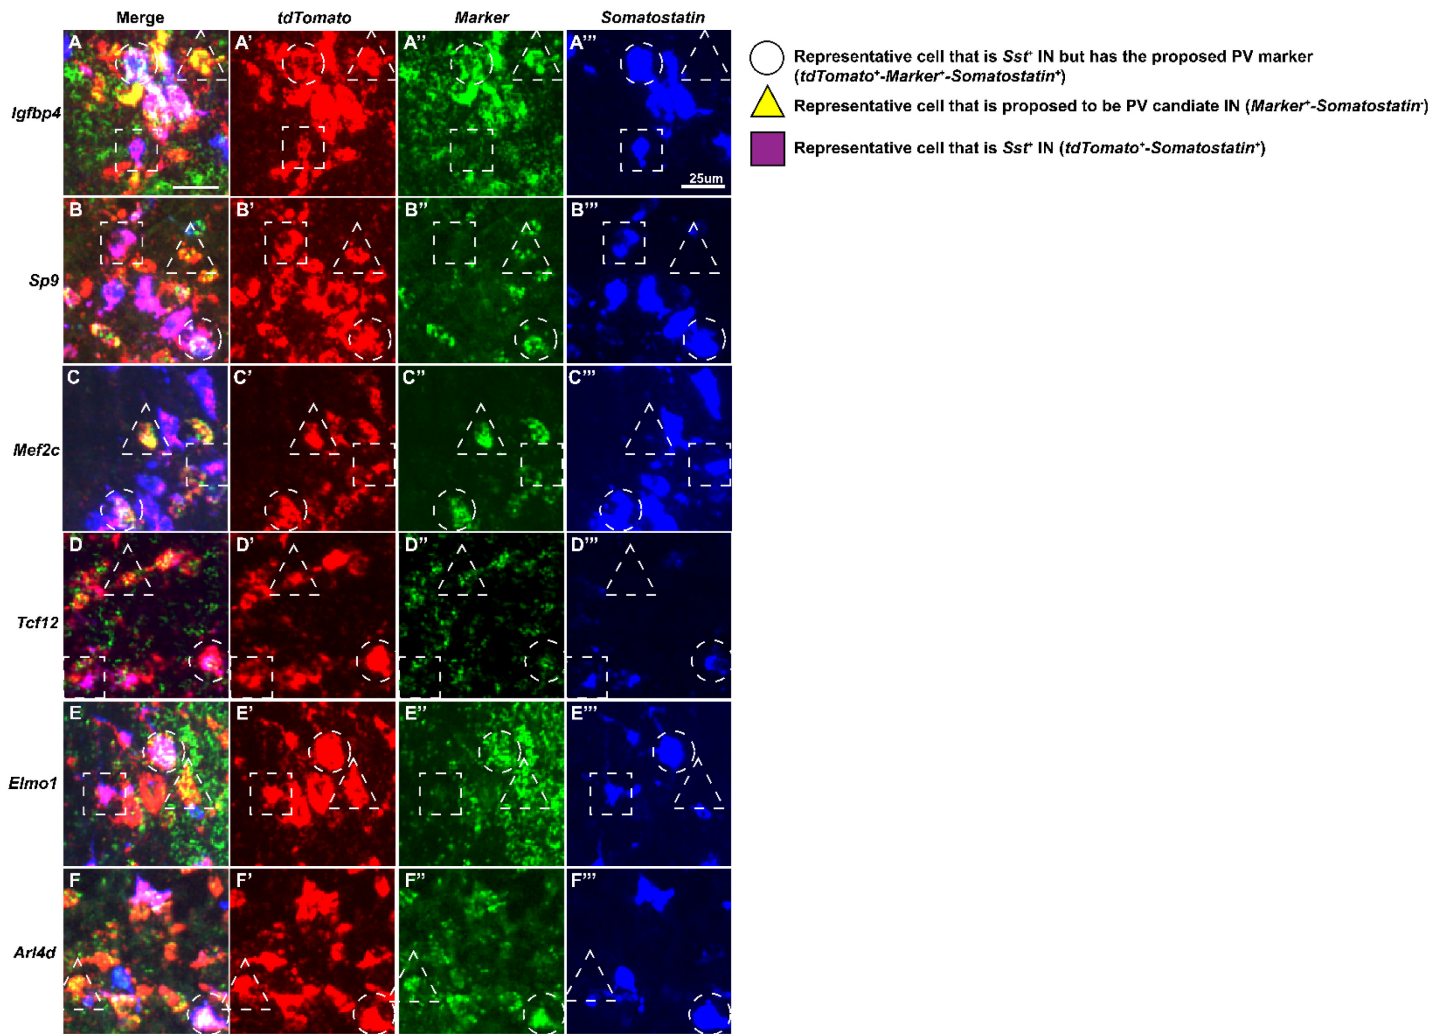 Merge tdTomato Marker Somatostatin
A A’ A’’ A’’’
Igfbp4
25um
B B’ B’’ B’’’
Sp9
C C’ C’’ C’’’
Mef2c
D D’ D’’ D’’’
Tcf12
E E’ E’’ E’’’
Elmo1
F F’ F’’ F’’’
Arl4d
Representative cell that is Sst⁺ IN but has the proposed PV marker
(tdTomato⁺-Marker⁺-Somatostatin⁺)
Representative cell that is proposed to be PV candiate IN (Marker⁺-Somatostatin⁻)
Representative cell that is Sst⁺ IN (tdTomato⁺-Somatostatin⁺)